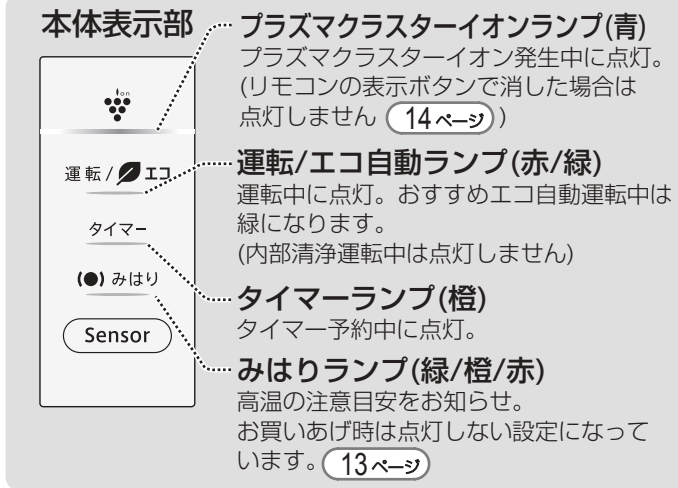 本体表示部
ion
運転/エコ
タイマー
みはり
Sensor
プラズマクラスターイオンランプ(青)
プラズマクラスターイオン発生中に点灯。
(リモコンの表示ボタンで消した場合は
点灯しません 14ページ)
運転/エコ自動ランプ(赤/緑)
運転中に点灯。おすすめエコ自動運転中は
緑になります。
(内部清浄運転中は点灯しません)
タイマーランプ(橙)
タイマー予約中に点灯。
みはりランプ(緑/橙/赤)
高温の注意目安をお知らせ。
お買いあげ時は点灯しない設定になって
います。 13ページ